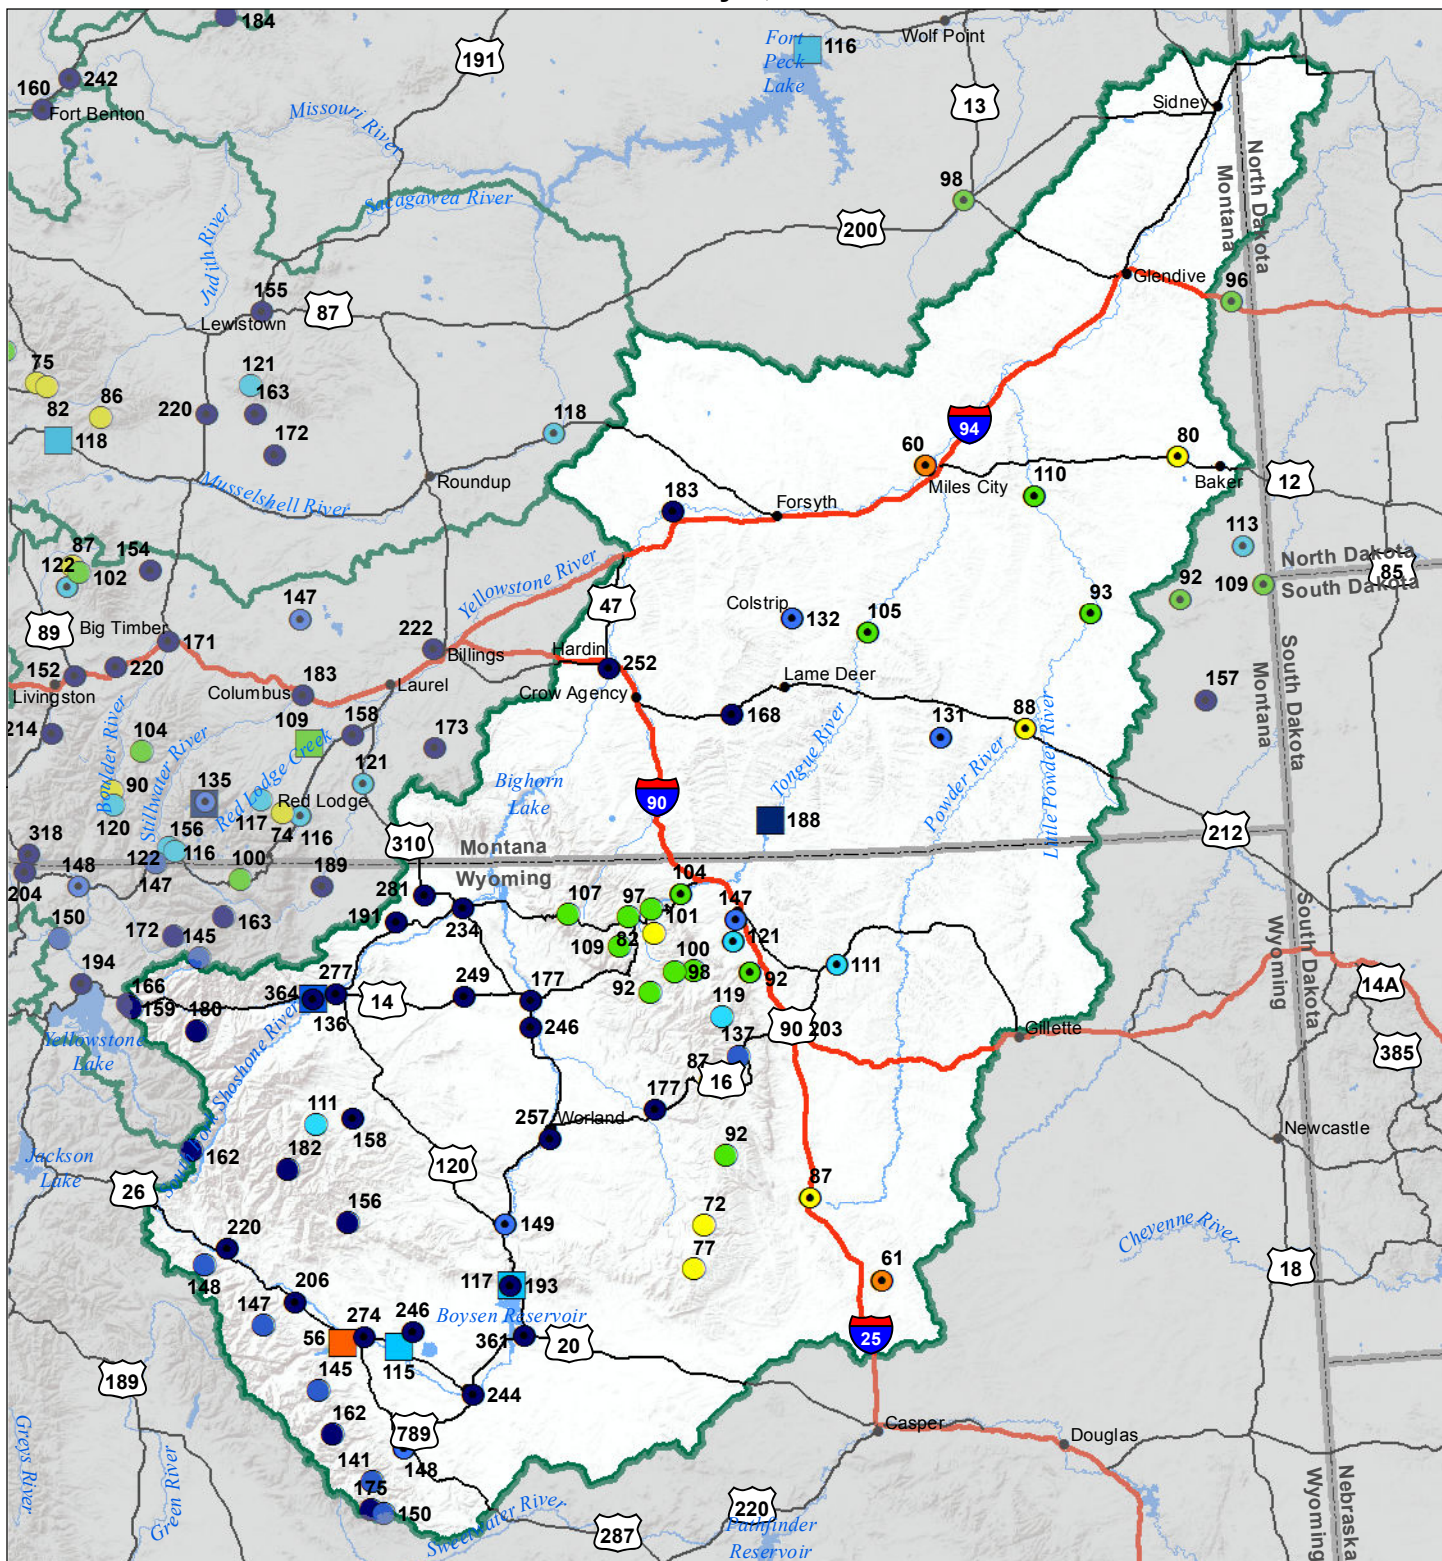 184
191
Fort
Peck
Lake
116
Wolf Point
242
160
Fort Benton
Missouri River
13
Sidney
North Dakota
Montana
Judith River
Sacagawea River
98
200
155
Lewistown
87
Glendive
96
75
121
163
86
82
220
118
172
118
94
60
80
Miles City
110
Baker
12
Musselshell River
Roundup
183
Forsyth
87
154
122
102
113
North Dakota
South Dakota
85
109
92
Yellowstone River
147
47
Colstrip
132
105
93
89
Big Timber
171
222
Billings
Hardin
252
152
220
Livingston
183
Columbus
Laurel
Crow Agency
Lame Deer
168
88
157
South Dakota
Montana
214
104
109
158
173
131
Boulder River
Stillwater River
Red Lodge Creek
121
Bighorn
Lake
Tongue River
Powder River
Little Powder River
90
135
90
120
117
Red Lodge
74
116
188
310
212
318
156
122
116
147
100
189
148
204
Montana
Wyoming
281
104
107
97
101
147
191
234
150
172
163
145
109
82
121
100
98
92
111
Wyoming
South Dakota
194
166
159
277
364
136
14
249
177
92
119
14A
180
246
90
203
Gillette
Yellowstone
Lake
South Fork Shoshone River
137
87
16
385
111
158
177
257
Worland
Newcastle
162
182
120
92
Jackson
Lake
26
156
149
87
72
Cheyenne River
220
77
148
117
193
61
18
206
147
274
246
Boysen Reservoir
56
115
361
20
25
189
145
244
162
789
148
Casper
Douglas
141
175
150
Greys River
Green River
Sweetwater River
287
220
Pathfinder
Reservoir
Nebraska
Wyoming